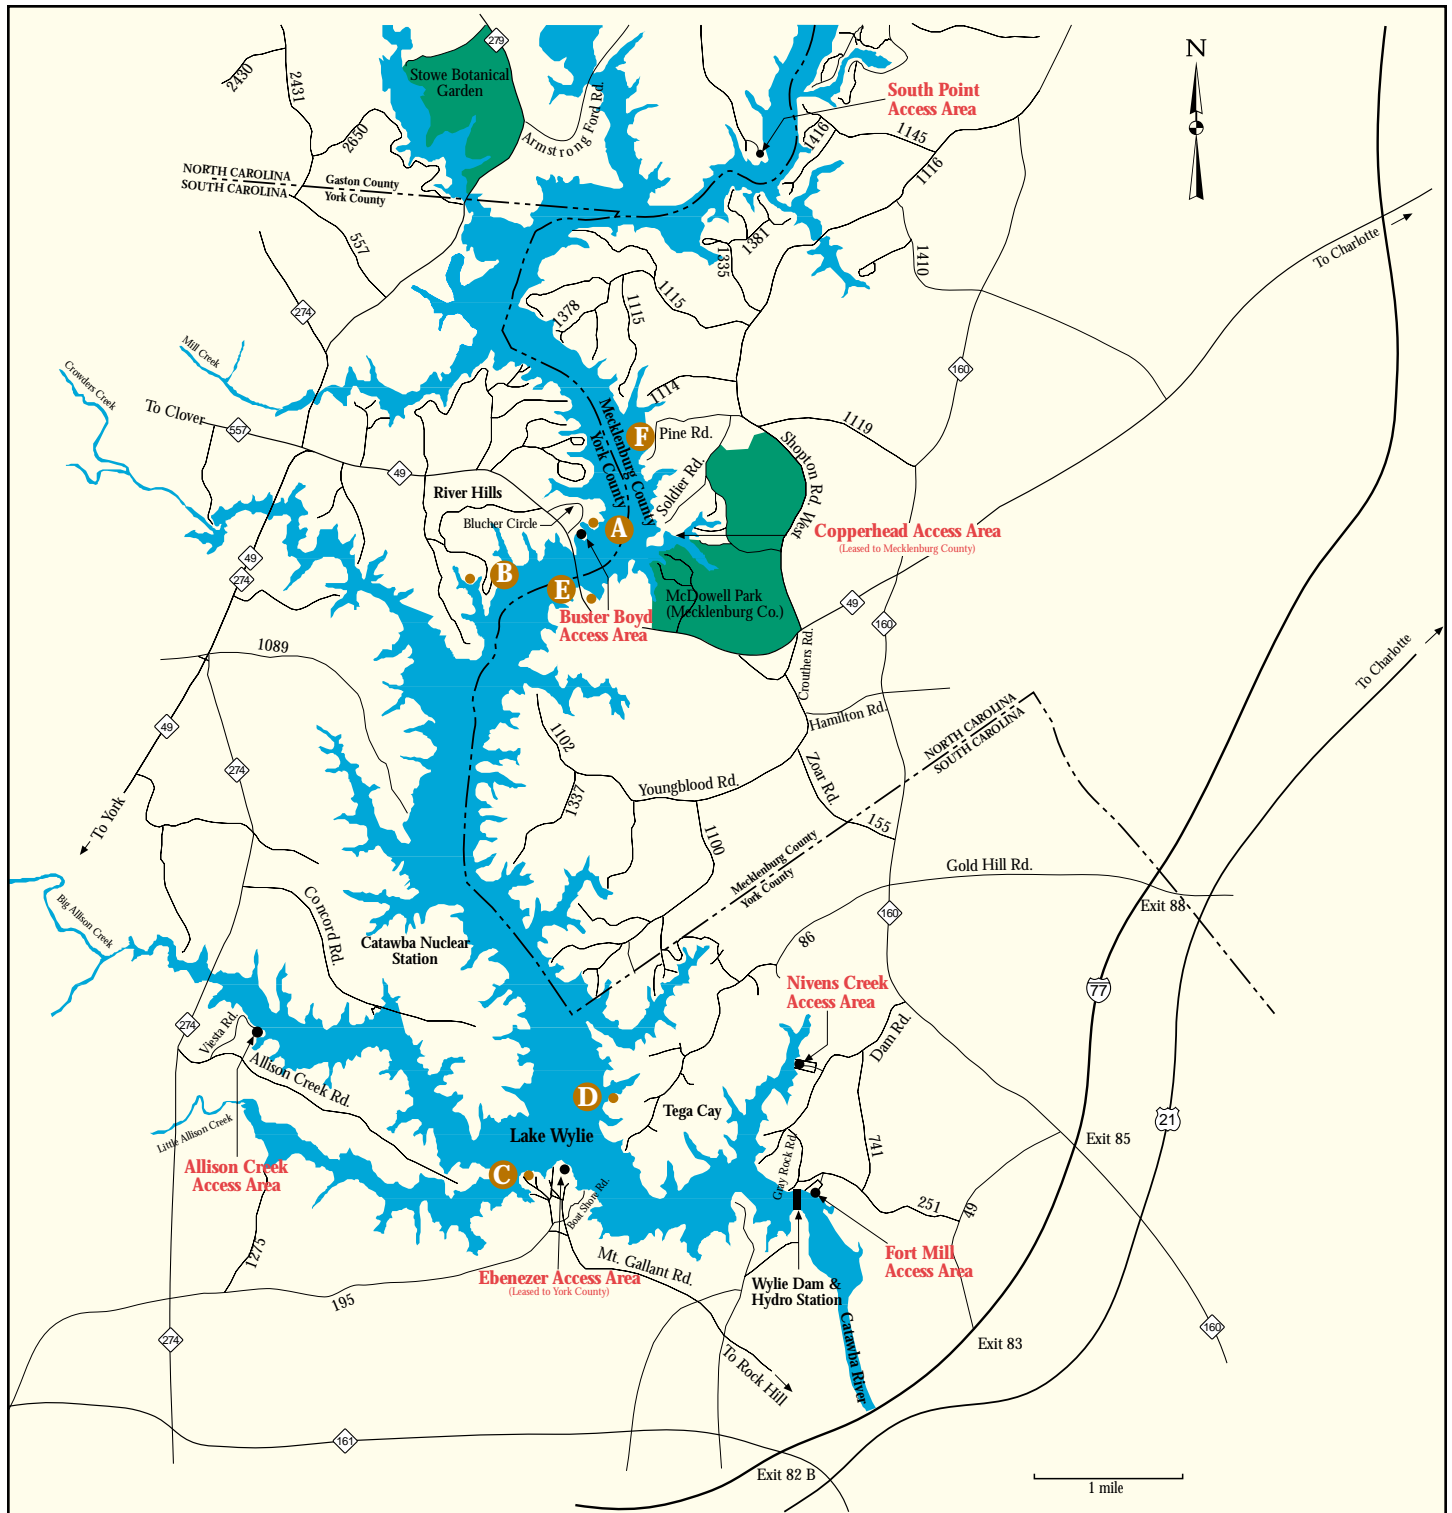 279
N
Stowe Botanical
Garden
2430
2431
Armstrong Ford Rd.
South Point
Access Area
2650
1416
1145
1116
NORTH CAROLINA
SOUTH CAROLINA
Gaston County
York County
557
1381
1335
1410
To Charlotte
274
1378
1115
1115
Mill Creek
Crowders Creek
160
1114
To Clover
557
Mecklenburg County
York County
F
Pine Rd.
1119
Shopton Rd. West
49
River Hills
Soldier Rd.
Blucher Circle
A
Copperhead Access Area
(Leased to Mecklenburg County)
49
274
B
E
McDowell Park
(Mecklenburg Co.)
49
160
Buster Boyd
Access Area
1089
Crouthers Rd.
To Charlotte
Hamilton Rd.
NORTH CAROLINA
SOUTH CAROLINA
49
1102
274
Zoar Rd.
Youngblood Rd.
1337
To York
155
1100
Mecklenburg County
York County
Gold Hill Rd.
Exit 88
Big Allison Creek
Concord Rd.
160
86
Catawba Nuclear
Station
Nivens Creek
Access Area
77
274
Viesta Rd.
Dam Rd.
Allison Creek Rd.
D
Tega Cay
21
Little Allison Creek
Lake Wylie
Exit 85
741
Gray Rock Rd.
Allison Creek
Access Area
C
Boat Shore Rd.
251
49
1275
Mt. Gallant Rd.
Fort Mill
Access Area
Ebenezer Access Area
(Leased to York County)
Wylie Dam &
Hydro Station
195
Catawba River
274
160
Exit 83
To Rock Hill
161
Exit 82 B
1 mile